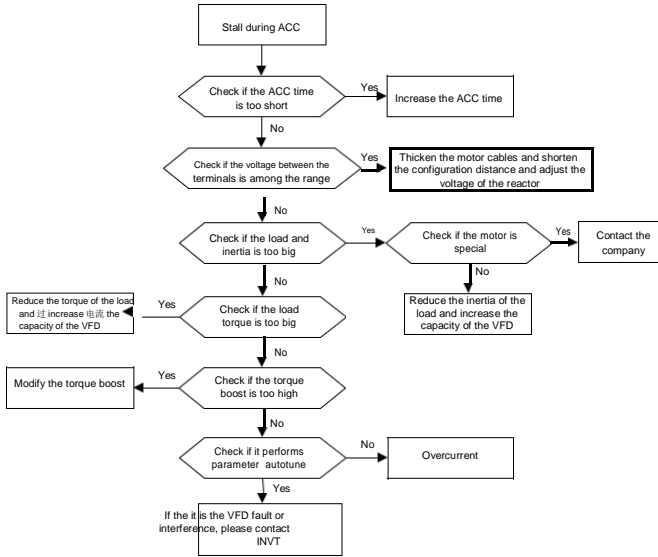 Stall during ACC
Check if the ACC time
is too short
Yes
Increase the ACC time
No
Check if the voltage between the
terminals is among the range
Yes
Thicken the motor cables and shorten
the configuration distance and adjust the
voltage of the reactor
No
Check if the load and
inertia is too big
Yes
Check if the motor is
special
Yes
Contact the
company
No
No
Reduce the inertia of the
load and increase the
capacity of the VFD
Check if the load
torque is too big
Yes
Reduce the torque of the load
and 过 increase 电流 the
capacity of the VFD
No
Check if the torque
boost is too high
Yes
Modify the torque boost
No
Check if it performs
parameter autotune
No
Overcurrent
Yes
If the it is the VFD fault or
interference, please contact
INVT